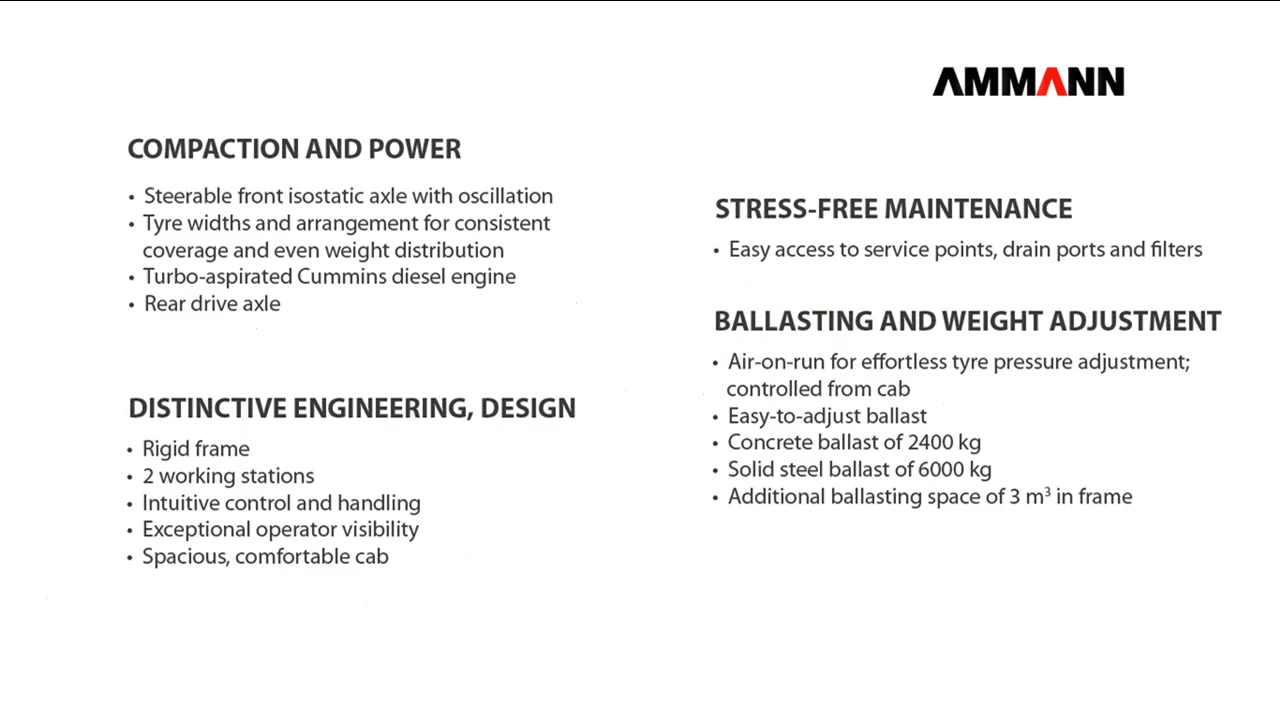 AMMANN
COMPACTION AND POWER
• Steerable front isostatic axle with oscillation
• Tyre widths and arrangement for consistent
coverage and even weight distribution
• Turbo-aspirated Cummins diesel engine
• Rear drive axle
DISTINCTIVE ENGINEERING, DESIGN
• Rigid frame
• 2 working stations
• Intuitive control and handling
• Exceptional operator visibility
• Spacious, comfortable cab
STRESS-FREE MAINTENANCE
• Easy access to service points, drain ports and filters
BALLASTING AND WEIGHT ADJUSTMENT
• Air-on-run for effortless tyre pressure adjustment;
controlled from cab
• Easy-to-adjust ballast
• Concrete ballast of 2400 kg
• Solid steel ballast of 6000 kg
• Additional ballasting space of 3 m³ in frame